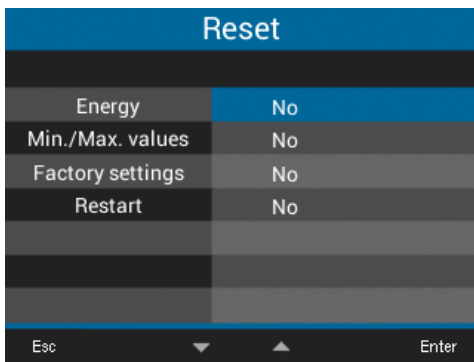 Reset
Energy No
Min./Max. values No
Factory settings No
Restart No
Esc Enter